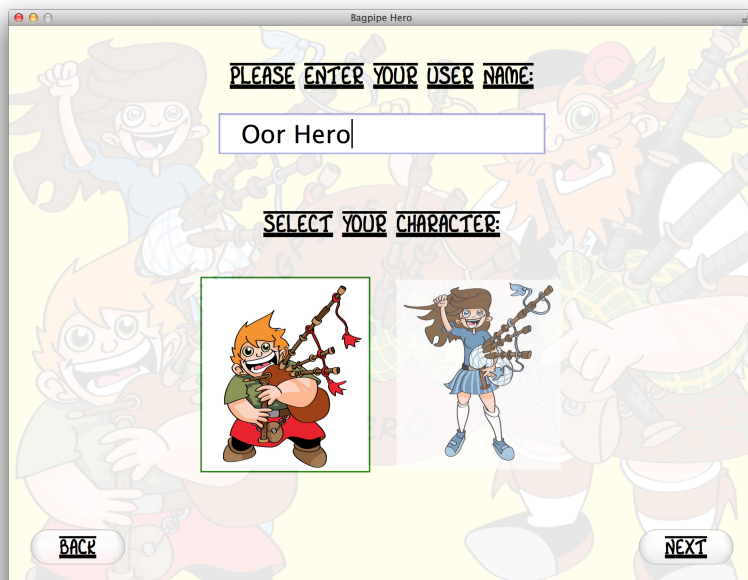 Bagpipe Hero
PLEASE ENTER YOUR USER NAME:
Oor Hero
SELECT YOUR CHARACTER:
BACK NEXT